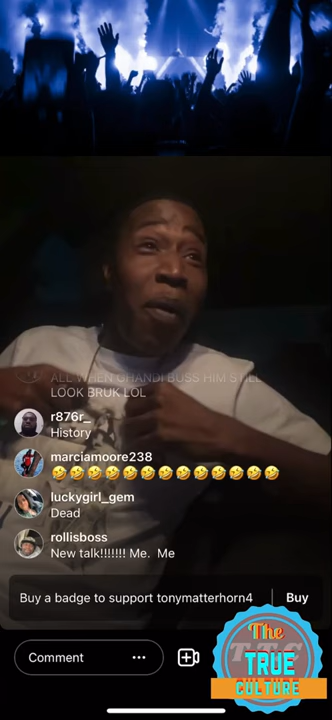 ALL WHEN GHANDI BUSS HIM STILL
LOOK BRUK LOL
r876r_
History
marciamoore238
🤣🤣🤣🤣🤣🤣🤣🤣🤣🤣🤣🤣🤣
luckygirl_gem
Dead
rollisboss
New talk!!!!!!! Me. Me
Buy a badge to support tonymatterhorn4
Buy
Comment
The
T.T.C
TRUE
CULTURE